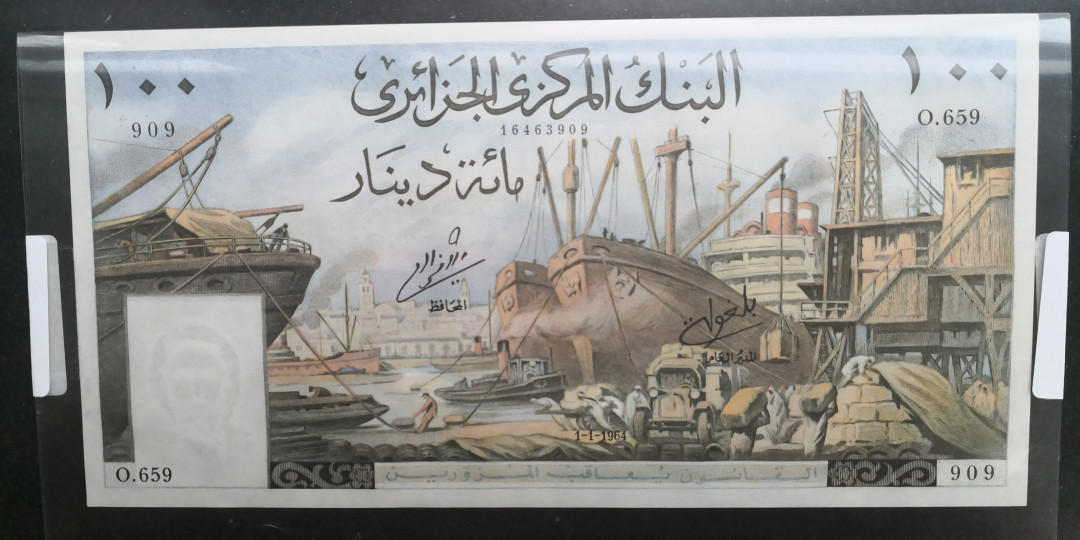 البنك المركزي الجزائري
١٠٠
١٠٠
909
16463909
O.659
مائة دينار
المحافظ
المدير العام
1-1-1964
O.659
القانون يعاقب المزورين
909